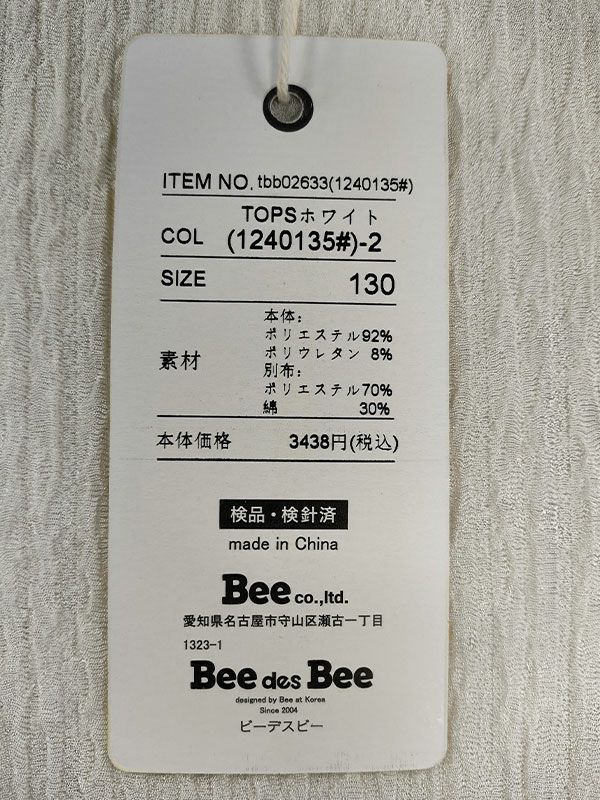 ITEM NO. tbb02633(1240135#)
TOPSホワイト
COL (1240135#)-2
SIZE 130
本体:
ポリエステル92%
ポリウレタン 8%
素材
別布:
ポリエステル70%
綿 30%
本体価格 3438円(税込)
検品・検針済
made in China
Bee co.,ltd.
愛知県名古屋市守山区瀬古一丁目
1323-1
Bee des Bee
designed by Bee at Korea
Since 2004
ビーデスビー